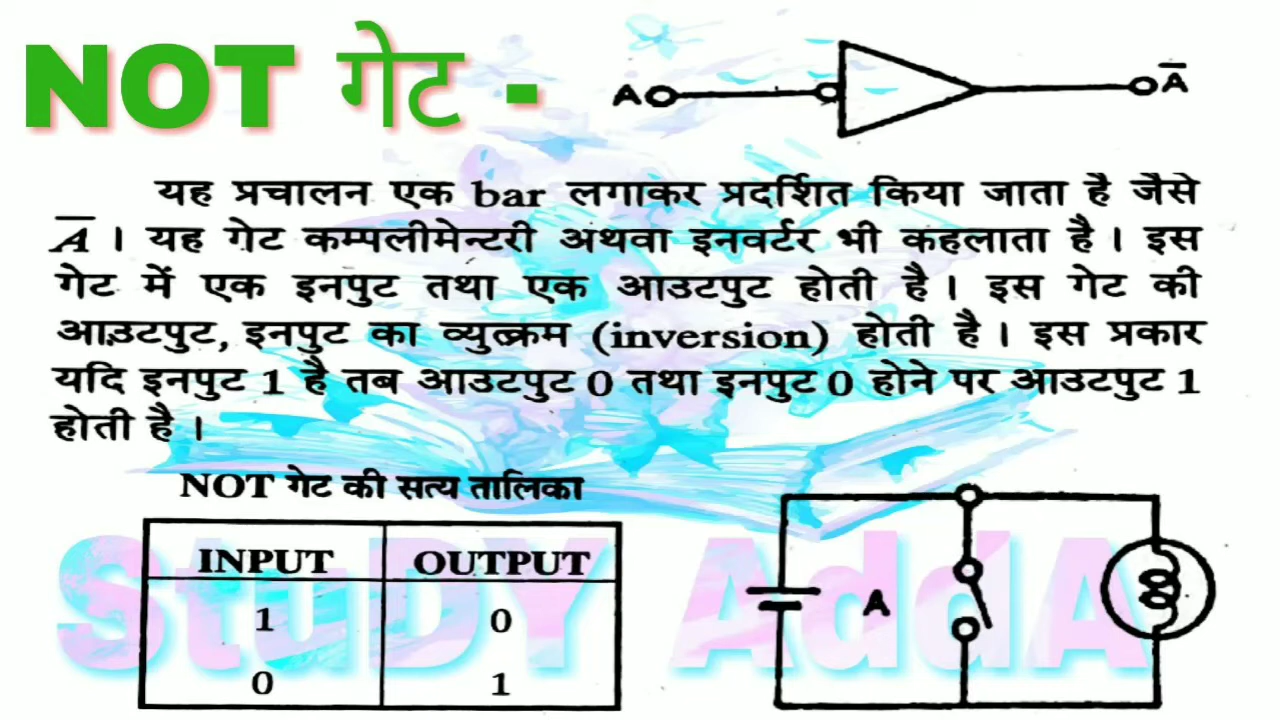 NOT गेट -
A Ā
यह प्रचालन एक bar लगाकर प्रदर्शित किया जाता है जैसे
Ā । यह गेट कम्पलीमेन्टरी अथवा इनवर्टर भी कहलाता है । इस
गेट में एक इनपुट तथा एक आउटपुट होती है । इस गेट की
आउटपुट, इनपुट का व्युत्क्रम (inversion) होती है । इस प्रकार
यदि इनपुट 1 है तब आउटपुट 0 तथा इनपुट 0 होने पर आउटपुट 1
होती है ।
NOT गेट की सत्य तालिका
INPUT OUTPUT
1 0
0 1
A
StuDY AddA